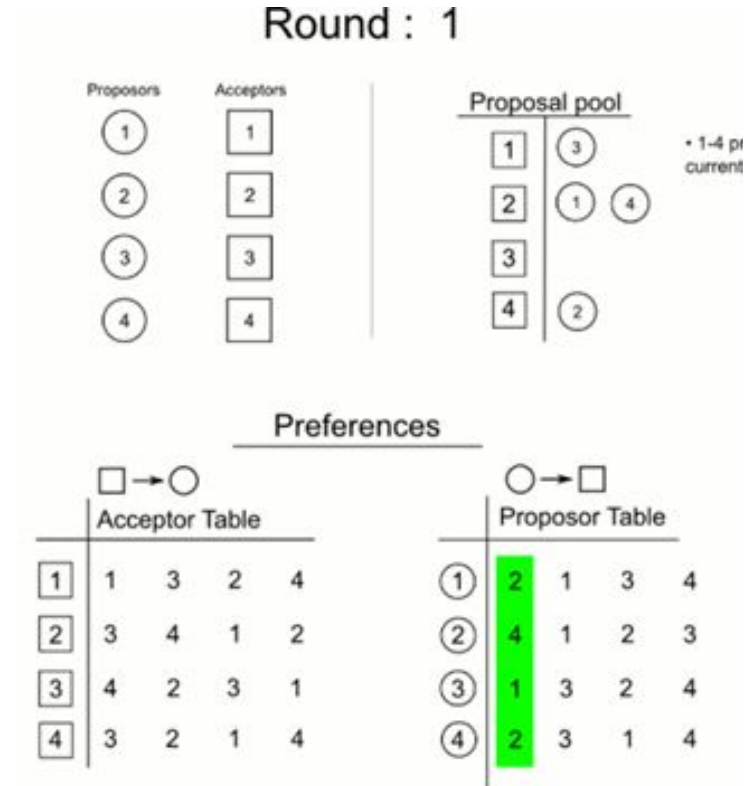 Round : 1
Proposors Acceptors
1 1
2 2
3 3
4 4
Proposal pool
1 3
2 1 4
3
4 2
• 1-4 pr
current
Preferences
Acceptor Table
1 1 3 2 4
2 3 4 1 2
3 4 2 3 1
4 3 2 1 4
Proposor Table
1 2 1 3 4
2 4 1 2 3
3 1 3 2 4
4 2 3 1 4